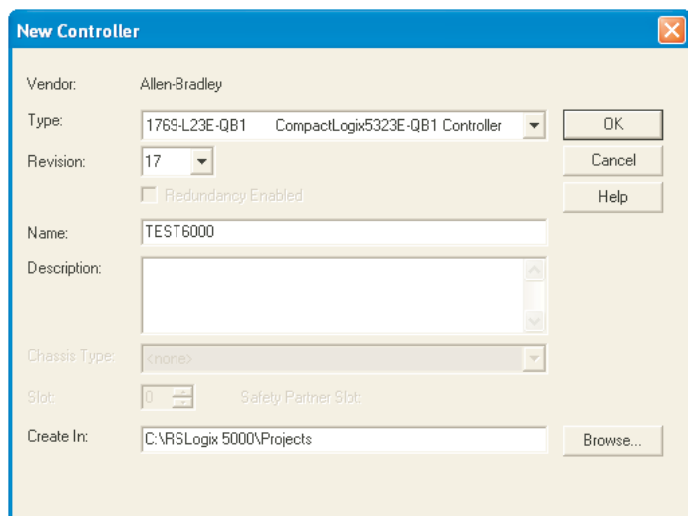 New Controller
Vendor: Allen-Bradley
Type: 1769-L23E-QB1 CompactLogix5323E-QB1 Controller
OK
Revision: 17
Cancel
Redundancy Enabled
Help
Name: TEST6000
Description:
Chassis Type: <none>
Slot: 0 Safety Partner Slot:
Create In: C:\RSLogix 5000\Projects
Browse...